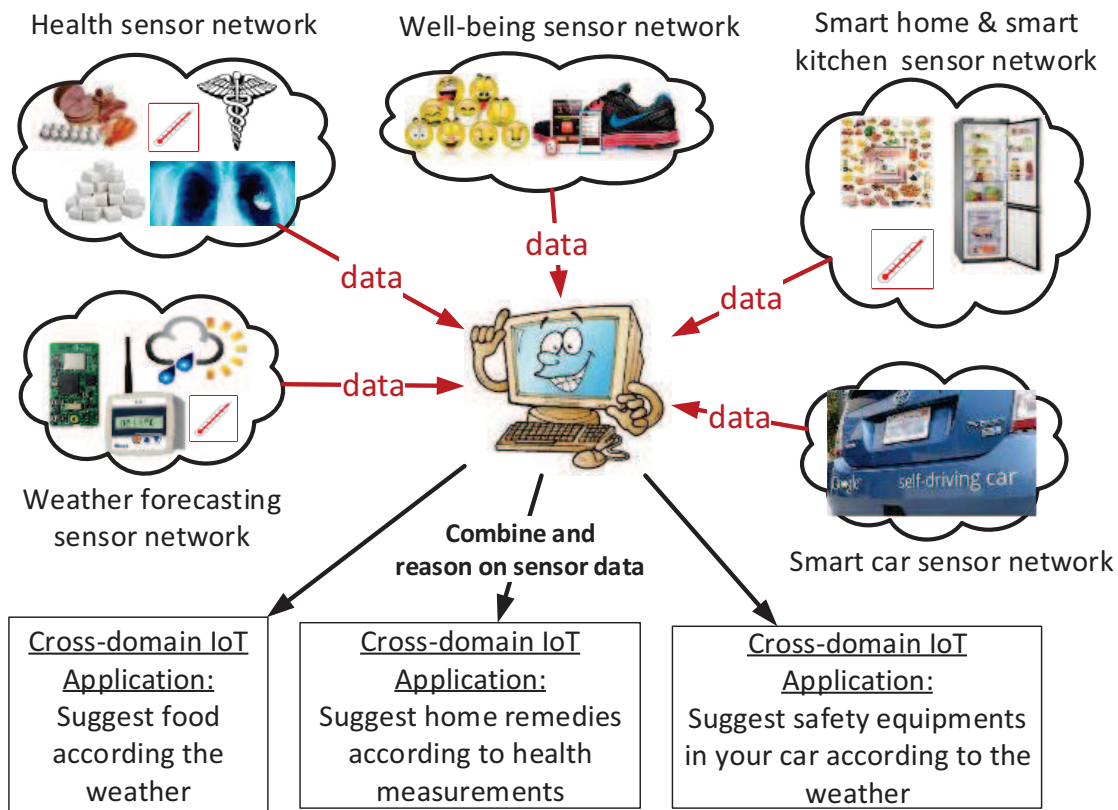 Health sensor network
Well-being sensor network
Smart home & smart
kitchen sensor network
data
data
data
data
data
self-driving car
Weather forecasting
sensor network
Smart car sensor network
Combine and
reason on sensor data
Cross-domain IoT
Application:
Suggest food
according the
weather
Cross-domain IoT
Application:
Suggest home remedies
according to health
measurements
Cross-domain IoT
Application:
Suggest safety equipments
in your car according to the
weather